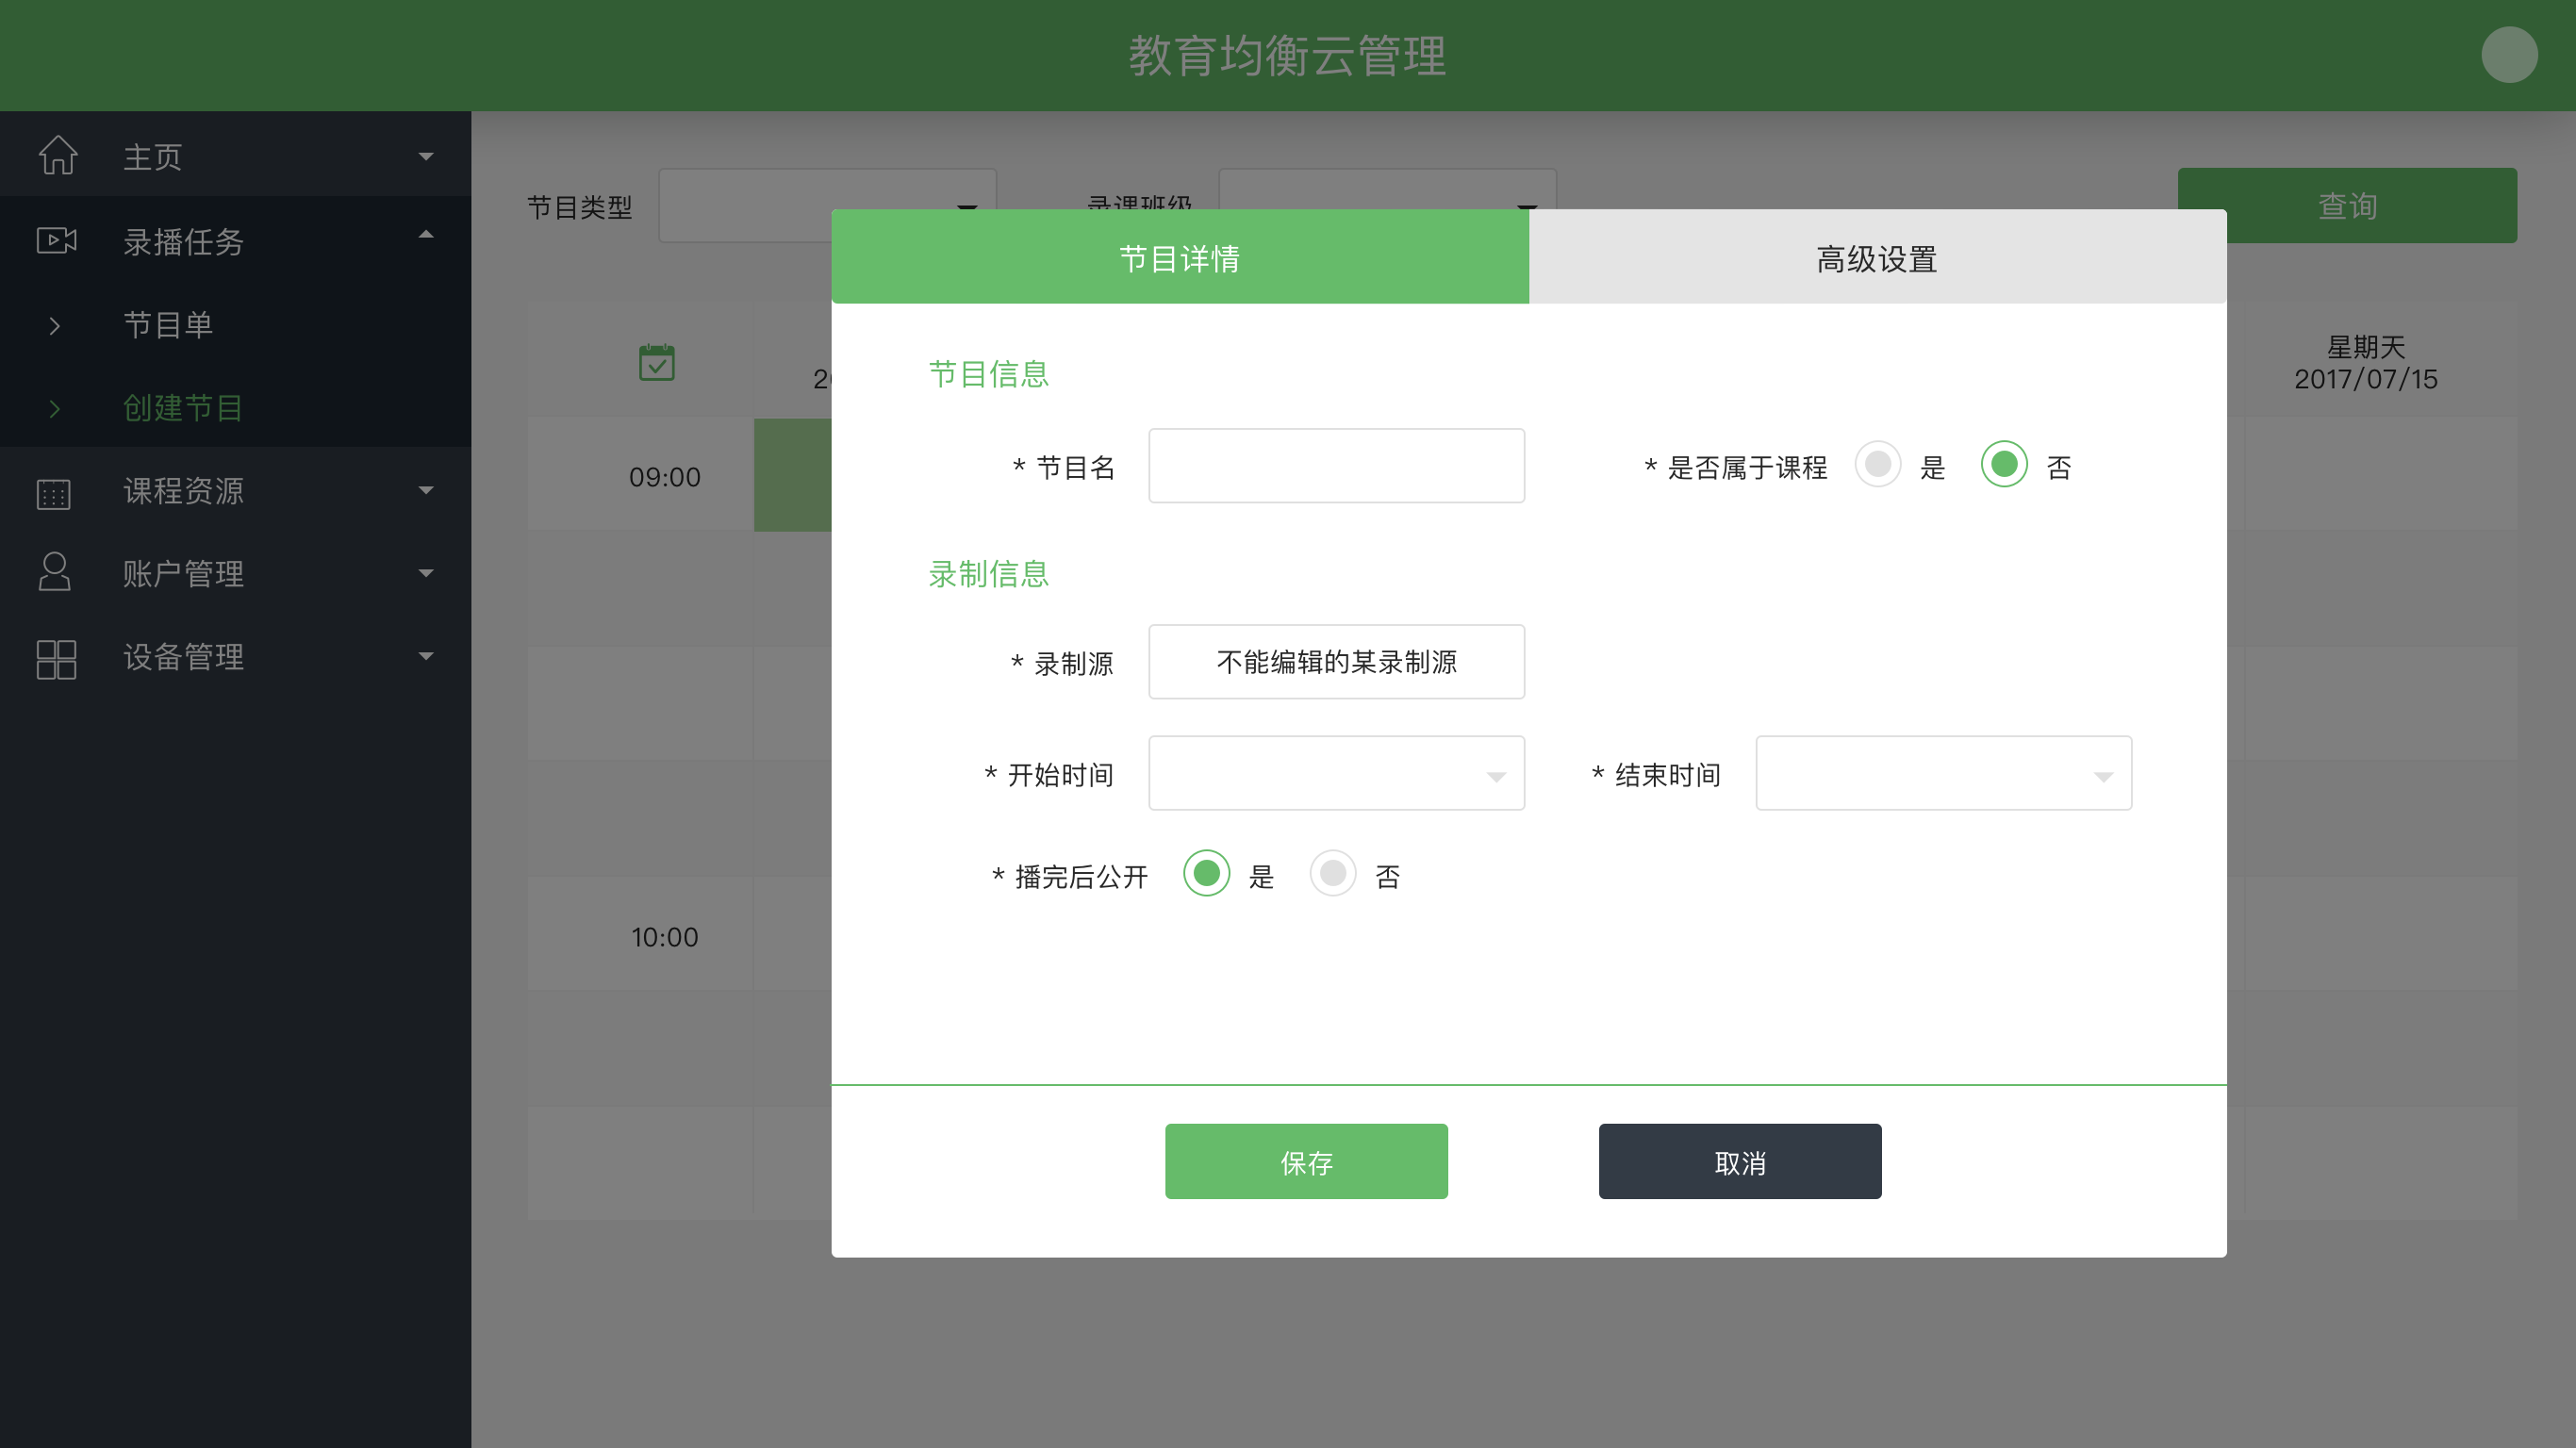 教育均衡云管理
主页
录播任务
节目单
创建节目
课程资源
账户管理
设备管理
节目类型
录课班级
查询
节目详情
高级设置
星期天
2017/07/15
09:00
10:00
节目信息
* 节目名
* 是否属于课程 是 否
录制信息
* 录制源 不能编辑的某录制源
* 开始时间
* 结束时间
* 播完后公开 是 否
保存
取消